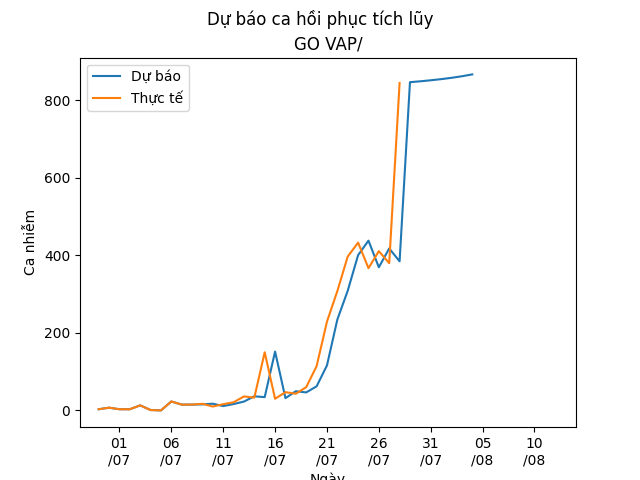 Dự báo ca hồi phục tích lũy
GO VAP/
Dự báo
Thực tế
Ca nhiễm
800
600
400
200
0
01 06 11 16 21 26 31 05 10
/07 /07 /07 /07 /07 /07 /07 /08 /08
Ngày